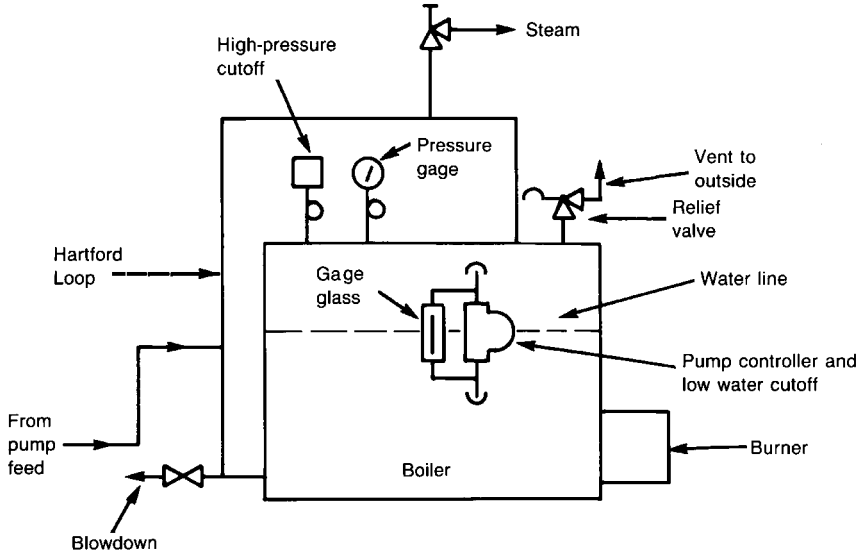 Steam
High-pressure
cutoff
Pressure
gage
Vent to
outside
Relief
valve
Hartford
Loop
Gage
glass
Water line
Pump controller and
low water cutoff
From
pump
feed
Boiler
Burner
Blowdown